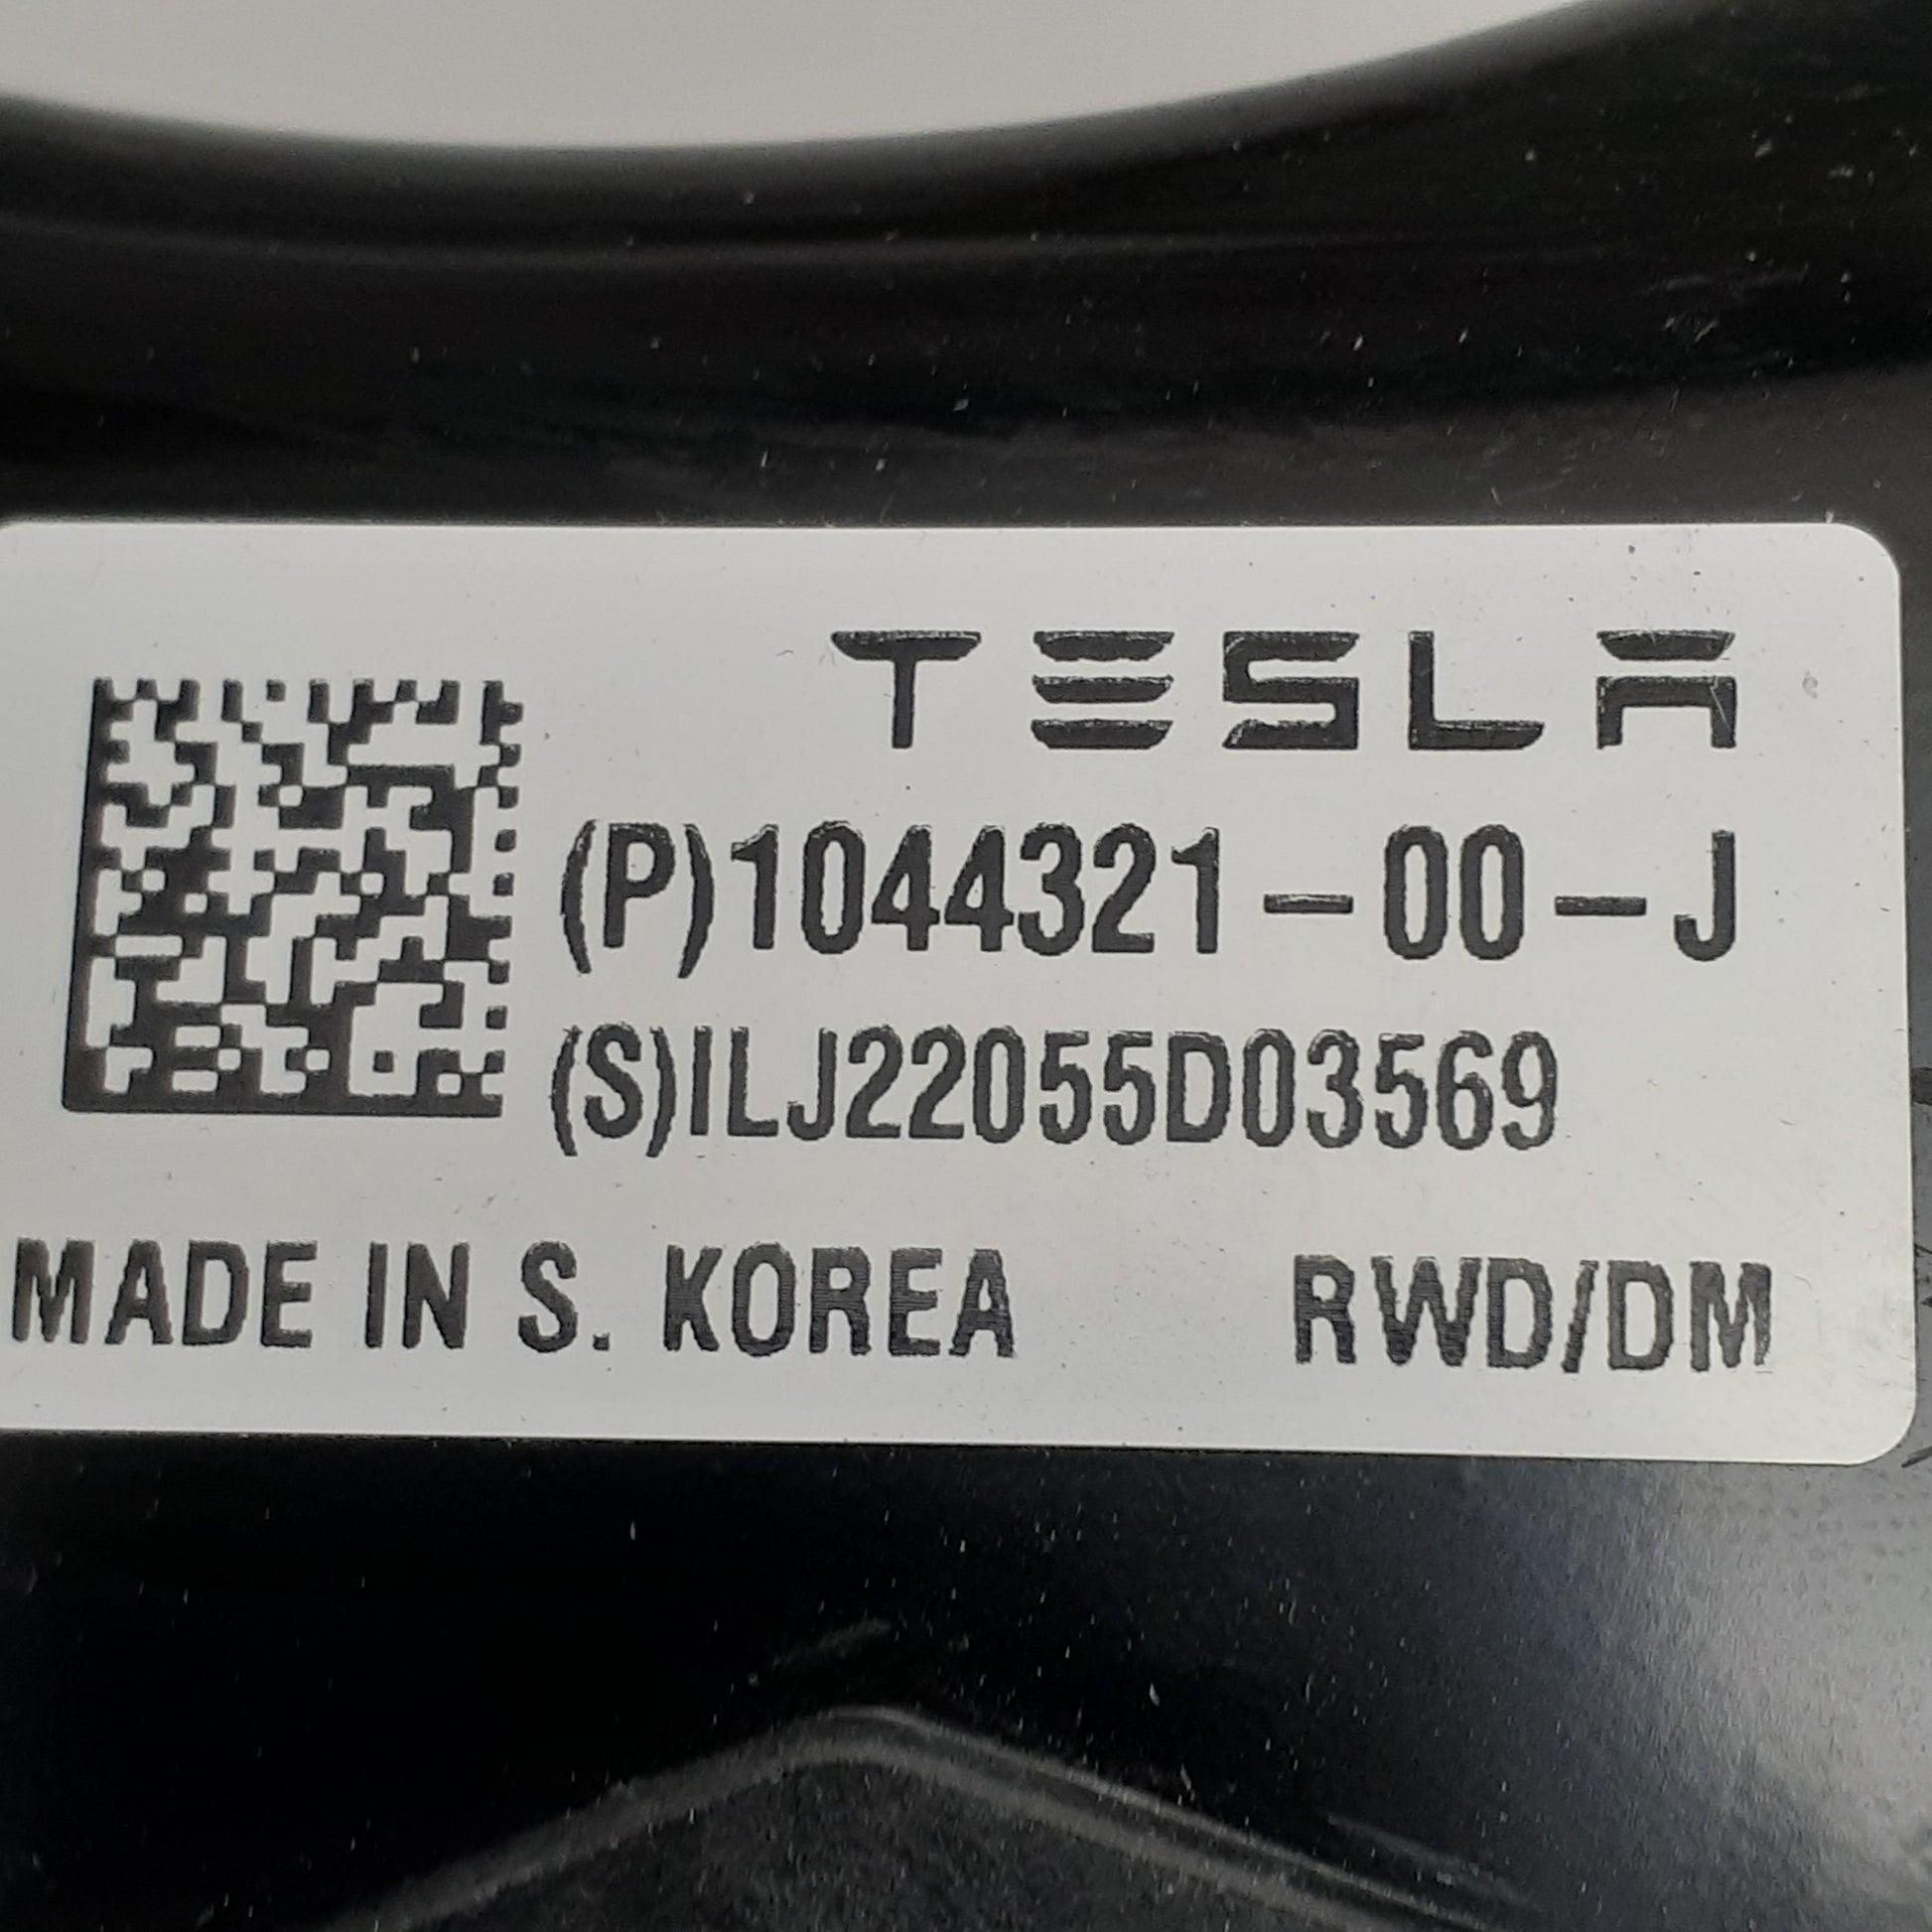 TESLA
(P)1044321-00-J
(S)ILJ22055D03569
MADE IN S. KOREA RWD/DM